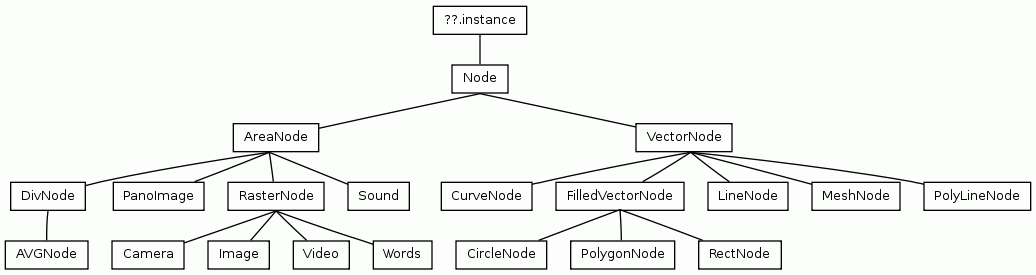 ??.instance
Node
AreaNode
VectorNode
DivNode
PanoImage
RasterNode
Sound
CurveNode
FilledVectorNode
LineNode
MeshNode
PolyLineNode
AVGNode
Camera
Image
Video
Words
CircleNode
PolygonNode
RectNode